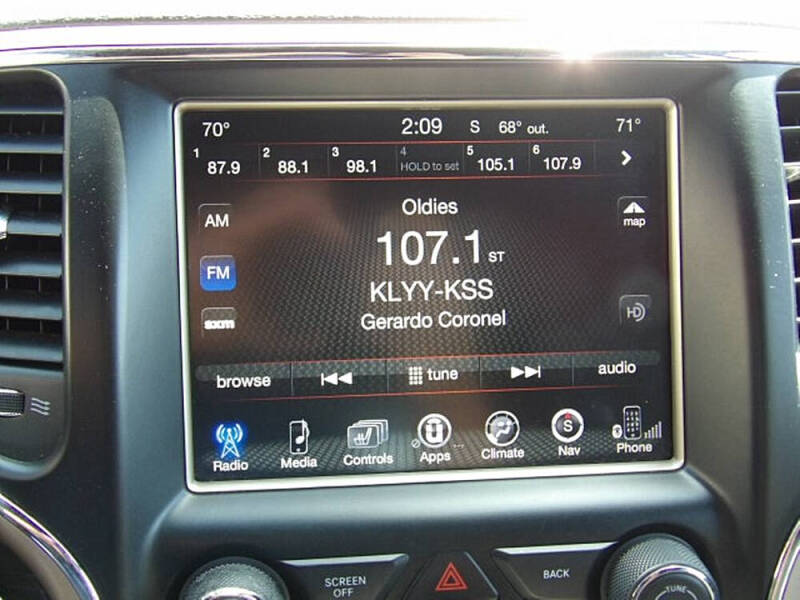 70° 2:09 S 68° out. 71°
1 87.9 2 88.1 3 98.1 4 HOLD to set 5 105.1 6 107.9
Oldies
AM
map
107.1 ST
FM
KLYY-KSS
HD
Gerardo Coronel
sxm
browse tune audio
S
Radio Media Controls Apps Climate Nav Phone
SCREEN OFF
BACK
TUNE